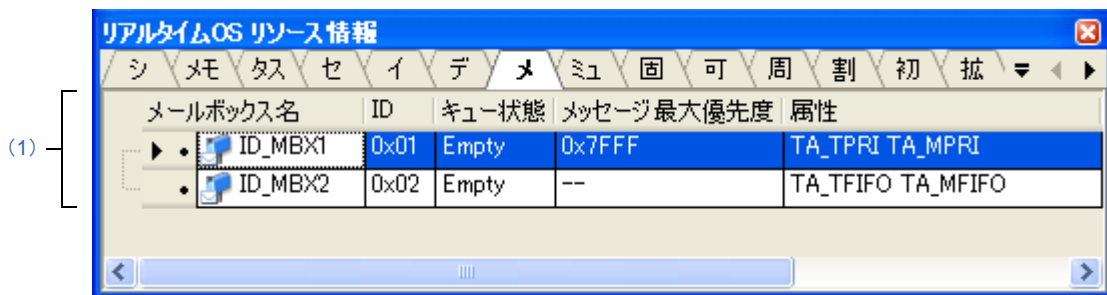 リアルタイムOS リソース情報
シ メモ タス セ イ デ メ ミュ 固 可 周 割 初 拡
メールボックス名 ID キュー状態 メッセージ最大優先度 属性
(1)
ID_MBX1 0x01 Empty 0x7FFF TA_TPRI TA_MPRI
ID_MBX2 0x02 Empty -- TA_TFIFO TA_MFIFO